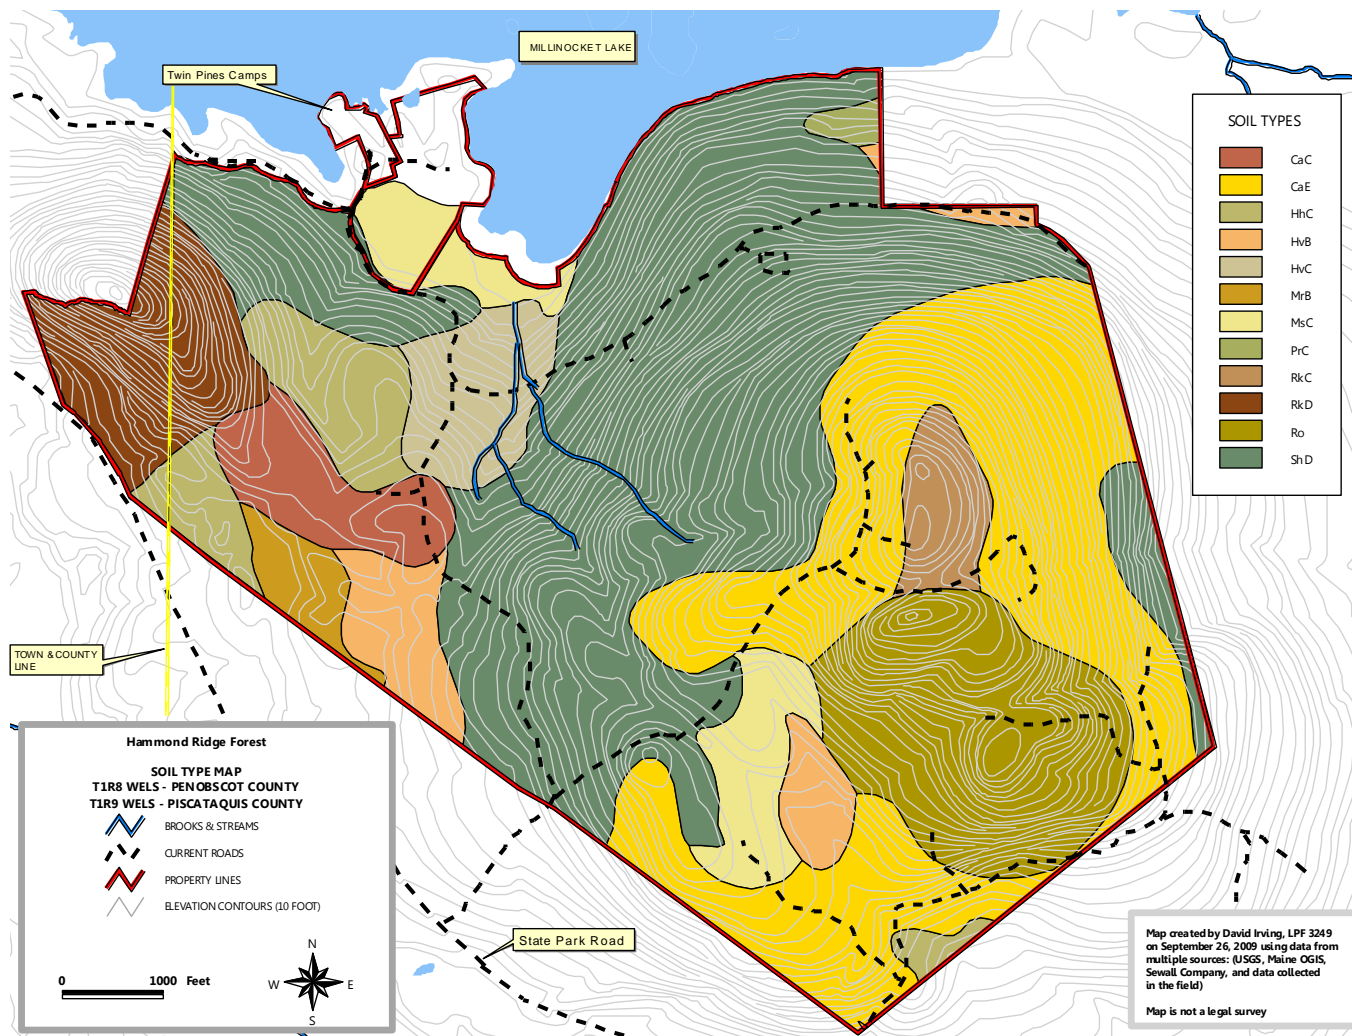 MILLINOCKET LAKE
Twin Pines Camps
SOIL TYPES
CaC
CaE
HhC
HvB
HvC
MrB
MsC
PrC
RkC
RkD
Ro
ShD
TOWN & COUNTY
LINE
Hammond Ridge Forest
SOIL TYPE MAP
T1R8 WELS - PENOBSCOT COUNTY
T1R9 WELS - PISCATAQUIS COUNTY
BROOKS & STREAMS
CURRENT ROADS
PROPERTY LINES
ELEVATION CONTOURS (10 FOOT)
0 1000 Feet
N
W E
S
State Park Road
Map created by David Irving, LPF 3249
on September 26, 2009 using data from
multiple sources: (USGS, Maine OGIS,
Sewall Company, and data collected
in the field)
Map is not a legal survey